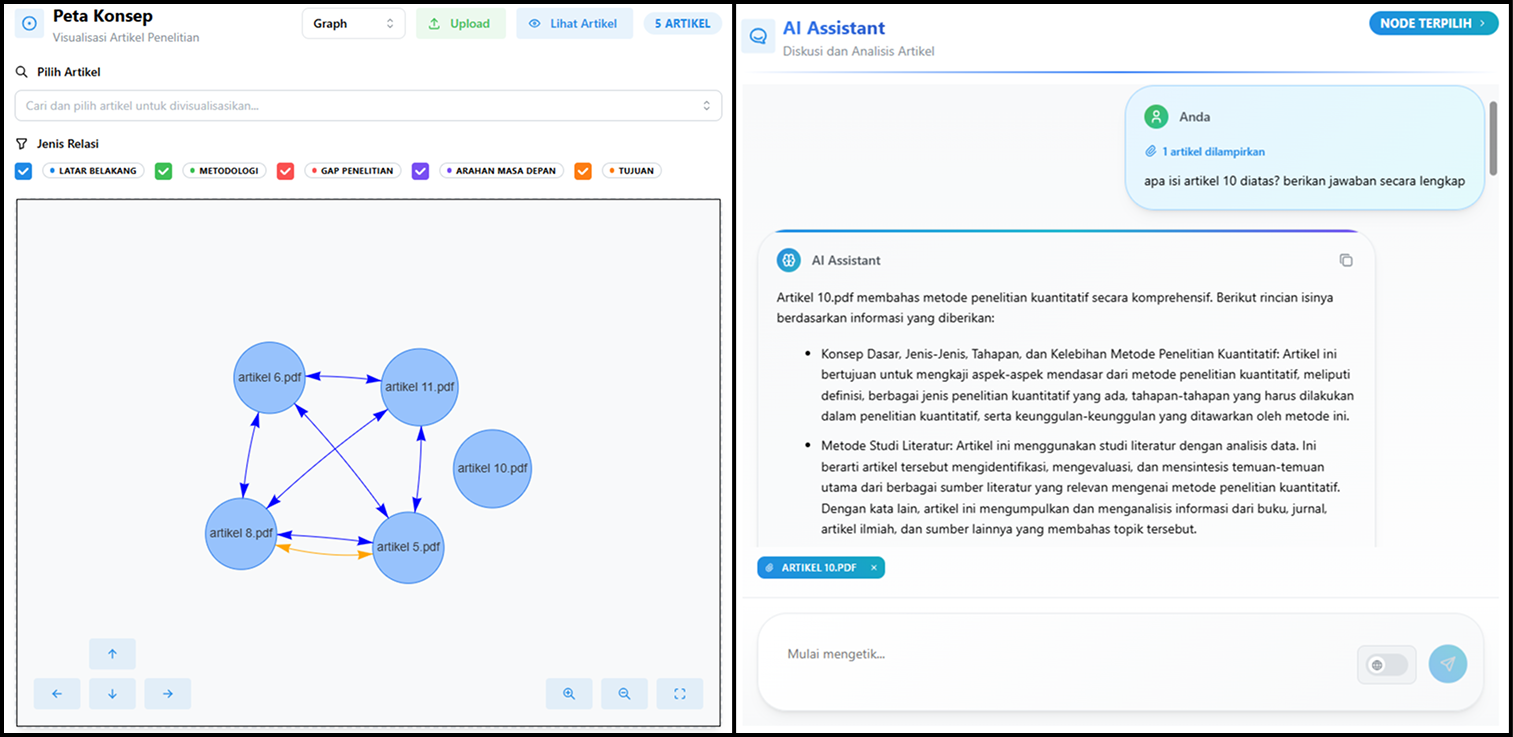 Peta Konsep
Visualisasi Artikel Penelitian
Graph
Upload
Lihat Artikel
5 ARTIKEL
Pilih Artikel
Cari dan pilih artikel untuk divisualisasikan...
Jenis Relasi
LATAR BELAKANG
METODOLOGI
GAP PENELITIAN
ARAHAN MASA DEPAN
TUJUAN
artikel 6.pdf
artikel 11.pdf
artikel 10.pdf
artikel 8.pdf
artikel 5.pdf
AI Assistant
Diskusi dan Analisis Artikel
NODE TERPILIH
Anda
1 artikel dilampirkan
apa isi artikel 10 diatas? berikan jawaban secara lengkap
AI Assistant
Artikel 10.pdf membahas metode penelitian kuantitatif secara komprehensif. Berikut rincian isinya
berdasarkan informasi yang diberikan:
• Konsep Dasar, Jenis-Jenis, Tahapan, dan Kelebihan Metode Penelitian Kuantitatif: Artikel ini
bertujuan untuk mengkaji aspek-aspek mendasar dari metode penelitian kuantitatif, meliputi
definisi, berbagai jenis penelitian kuantitatif yang ada, tahapan-tahapan yang harus dilakukan
dalam penelitian kuantitatif, serta keunggulan-keunggulan yang ditawarkan oleh metode ini.
• Metode Studi Literatur: Artikel ini menggunakan studi literatur dengan analisis data. Ini
berarti artikel tersebut mengidentifikasi, mengevaluasi, dan mensintesis temuan-temuan
utama dari berbagai sumber literatur yang relevan mengenai metode penelitian kuantitatif.
Dengan kata lain, artikel ini mengumpulkan dan menganalisis informasi dari buku, jurnal,
artikel ilmiah, dan sumber lainnya yang membahas topik tersebut.
ARTIKEL 10.PDF ×
Mulai mengetik...